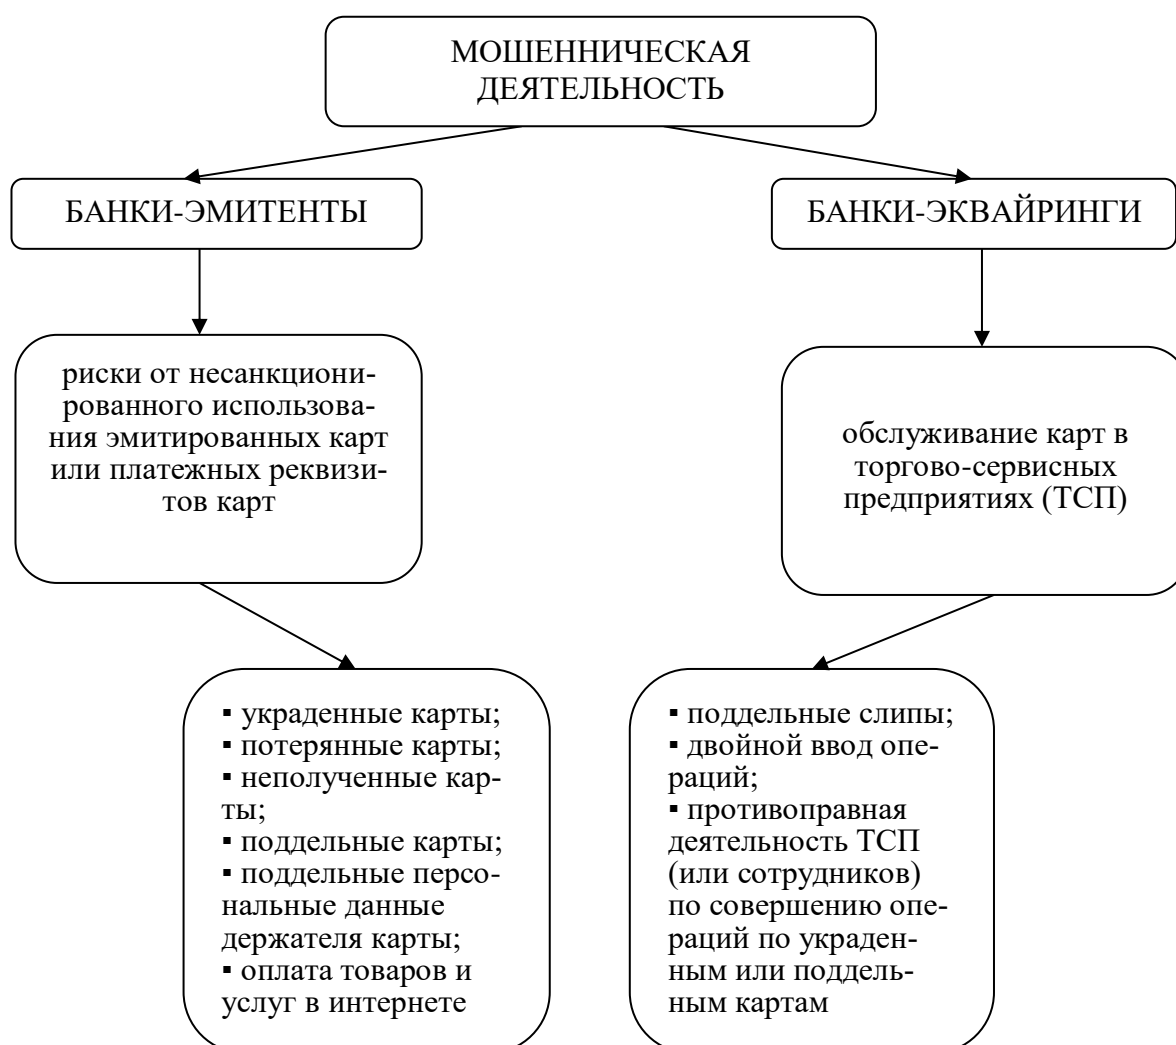 МОШЕННИЧЕСКАЯ
ДЕЯТЕЛЬНОСТЬ
БАНКИ-ЭМИТЕНТЫ
БАНКИ-ЭКВАЙРИНГИ
риски от несанкциони-
рованного использова-
ния эмитированных карт
или платежных реквизи-
тов карт
обслуживание карт в
торгово-сервисных
предприятиях (ТСП)
▪ украденные карты;
▪ потерянные карты;
▪ неполученные кар-
ты;
▪ поддельные карты;
▪ поддельные персо-
нальные данные
держателя карты;
▪ оплата товаров и
услуг в интернете
▪ поддельные слипы;
▪ двойной ввод опе-
раций;
▪ противоправная
деятельность ТСП
(или сотрудников)
по совершению опе-
раций по украден-
ным или поддель-
ным картам